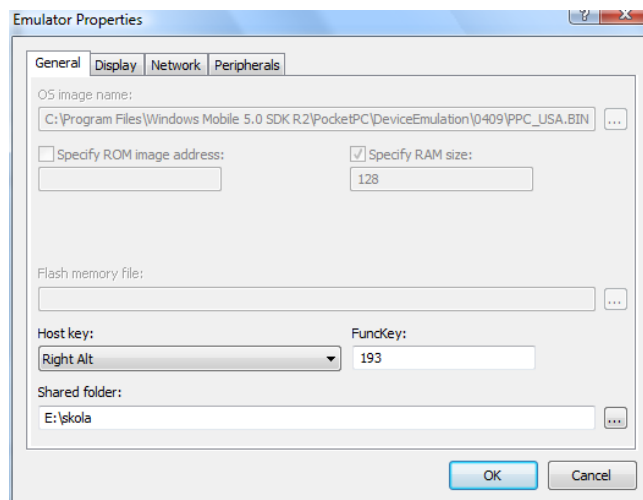 Emulator Properties
General Display Network Peripherals
OS image name:
C:\Program Files\Windows Mobile 5.0 SDK R2\PocketPC\DeviceEmulation\0409\PPC_USA.BIN ...
Specify ROM image address: Specify RAM size:
128
Flash memory file:
...
Host key: FuncKey:
Right Alt 193
Shared folder:
E:\skola ...
OK Cancel